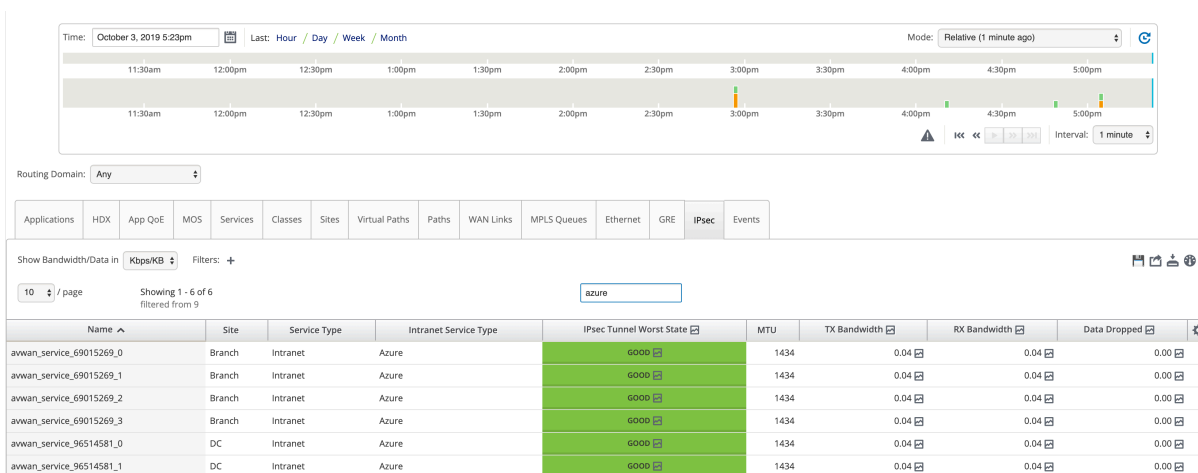 Time: October 3, 2019 5:23pm Last: Hour / Day / Week / Month Mode: Relative (1 minute ago)
11:30am 12:00pm 12:30pm 1:00pm 1:30pm 2:00pm 2:30pm 3:00pm 3:30pm 4:00pm 4:30pm 5:00pm
11:30am 12:00pm 12:30pm 1:00pm 1:30pm 2:00pm 2:30pm 3:00pm 3:30pm 4:00pm 4:30pm 5:00pm
Interval: 1 minute
Routing Domain: Any
Applications HDX App QoE MOS Services Classes Sites Virtual Paths Paths WAN Links MPLS Queues Ethernet GRE IPsec Events
Show Bandwidth/Data in Kbps/KB Filters: +
10 / page Showing 1 - 6 of 6 azure
filtered from 9
Name Site Service Type Intranet Service Type IPsec Tunnel Worst State MTU TX Bandwidth RX Bandwidth Data Dropped
avwan_service_69015269_0 Branch Intranet Azure GOOD 1434 0.04 0.04 0.00
avwan_service_69015269_1 Branch Intranet Azure GOOD 1434 0.04 0.04 0.00
avwan_service_69015269_2 Branch Intranet Azure GOOD 1434 0.04 0.04 0.00
avwan_service_69015269_3 Branch Intranet Azure GOOD 1434 0.04 0.04 0.00
avwan_service_96514581_0 DC Intranet Azure GOOD 1434 0.04 0.04 0.00
avwan_service_96514581_1 DC Intranet Azure GOOD 1434 0.04 0.04 0.00